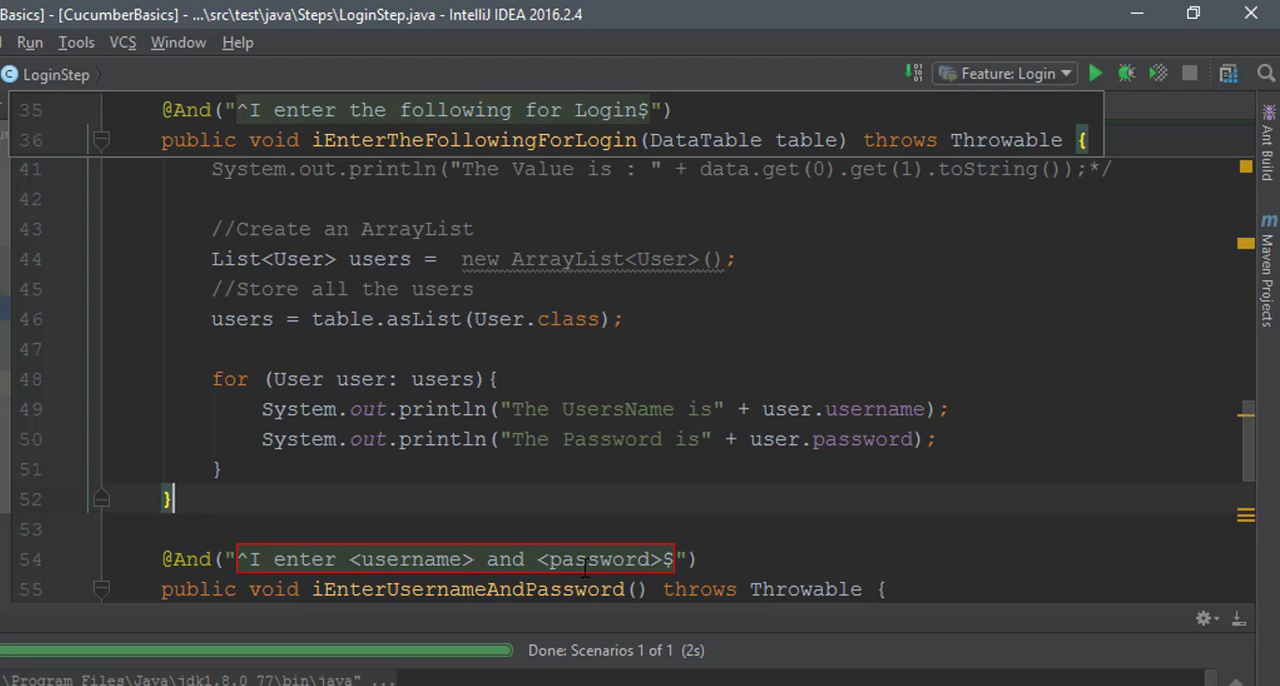 Basics] - [CucumberBasics] - ...\src\test\java\Steps\LoginStep.java - IntelliJ IDEA 2016.2.4
Run Tools VCS Window Help
LoginStep
Feature: Login
35 @And("^I enter the following for Login$")
36 public void iEnterTheFollowingForLogin(DataTable table) throws Throwable {
41 System.out.println("The Value is : " + data.get(0).get(1).toString());*/
42
43 //Create an ArrayList
44 List<User> users =  new ArrayList<User>();
45 //Store all the users
46 users = table.asList(User.class);
47
48 for (User user: users){
49 System.out.println("The UsersName is" + user.username);
50 System.out.println("The Password is" + user.password);
51 }
52 }
53
54 @And("^I enter <username> and <password>$")
55 public void iEnterUsernameAndPassword() throws Throwable {
Ant Build
Maven Projects
Done: Scenarios 1 of 1 (2s)
\Program Files\Java\jdk1.8.0_77\bin\java" ...